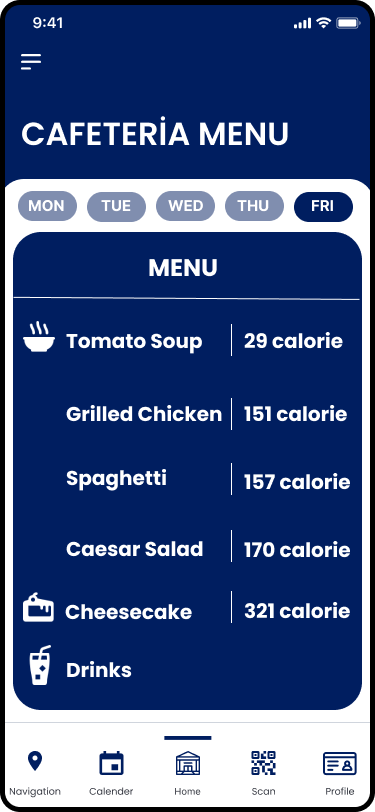 9:41
CAFETERİA MENU
MON TUE WED THU FRI
MENU
Tomato Soup 29 calorie
Grilled Chicken 151 calorie
Spaghetti 157 calorie
Caesar Salad 170 calorie
Cheesecake 321 calorie
Drinks
Navigation Calender Home Scan Profile